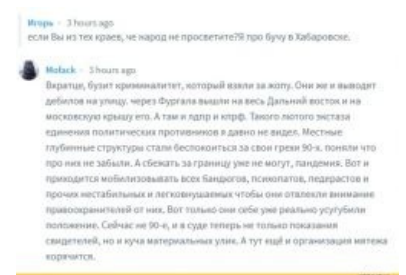 Игорь · 3 hours ago
если Вы из тех краев, че народ не просветите?Я про бучу в Хабаровске.
Molack · 3 hours ago
Вкратце, бузит криминалитет, который взяли за жопу. Они же и выводят
дебилов на улицу. через Фургала вышли на весь Дальний восток и на
московскую крышу его. А там и лдпр и кпрф. Такого лютого экстаза
единения политических противников я давно не видел. Местные
глубинные структуры стали беспокоиться за свои грехи 90-х. поняли что
про них не забыли. А сбежать за границу уже не могут, пандемия. Вот и
приходится мобилизовывать всех бандюгов, психопатов, педерастов и
прочих нестабильных и легковнушаемых чтобы они отвлекли внимание
правоохранителей от них. Вот только они себе уже реально усугубили
положение. Сейчас не 90-е, и в суде теперь не только показания
свидетелей, но и куча материальных улик. А тут ещё и организация мятежа
корячится.